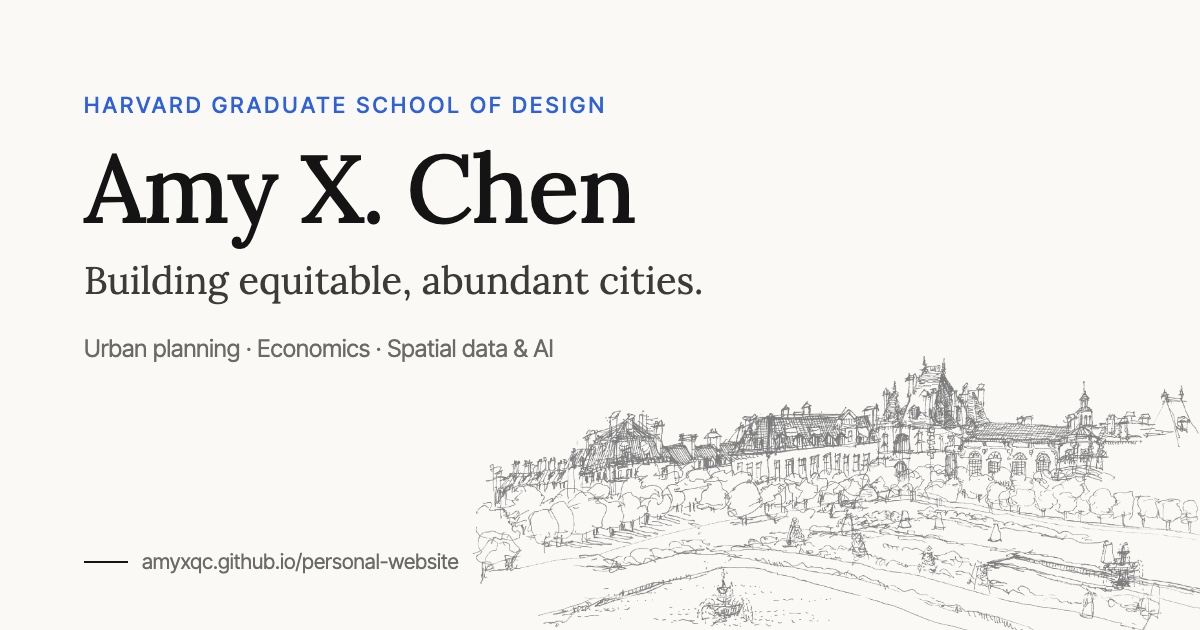 HARVARD GRADUATE SCHOOL OF DESIGN
Amy X. Chen
Building equitable, abundant cities.
Urban planning · Economics · Spatial data & AI
amyxqc.github.io/personal-website